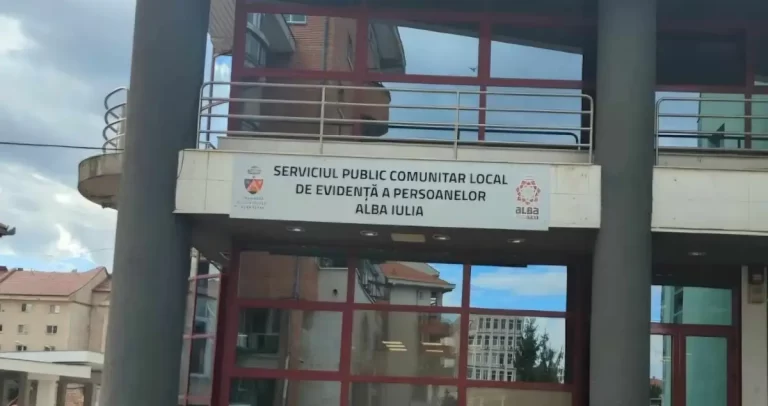 SERVICIUL PUBLIC COMUNITAR LOCAL
DE EVIDENȚĂ A PERSOANELOR
ALBA IULIA
alba